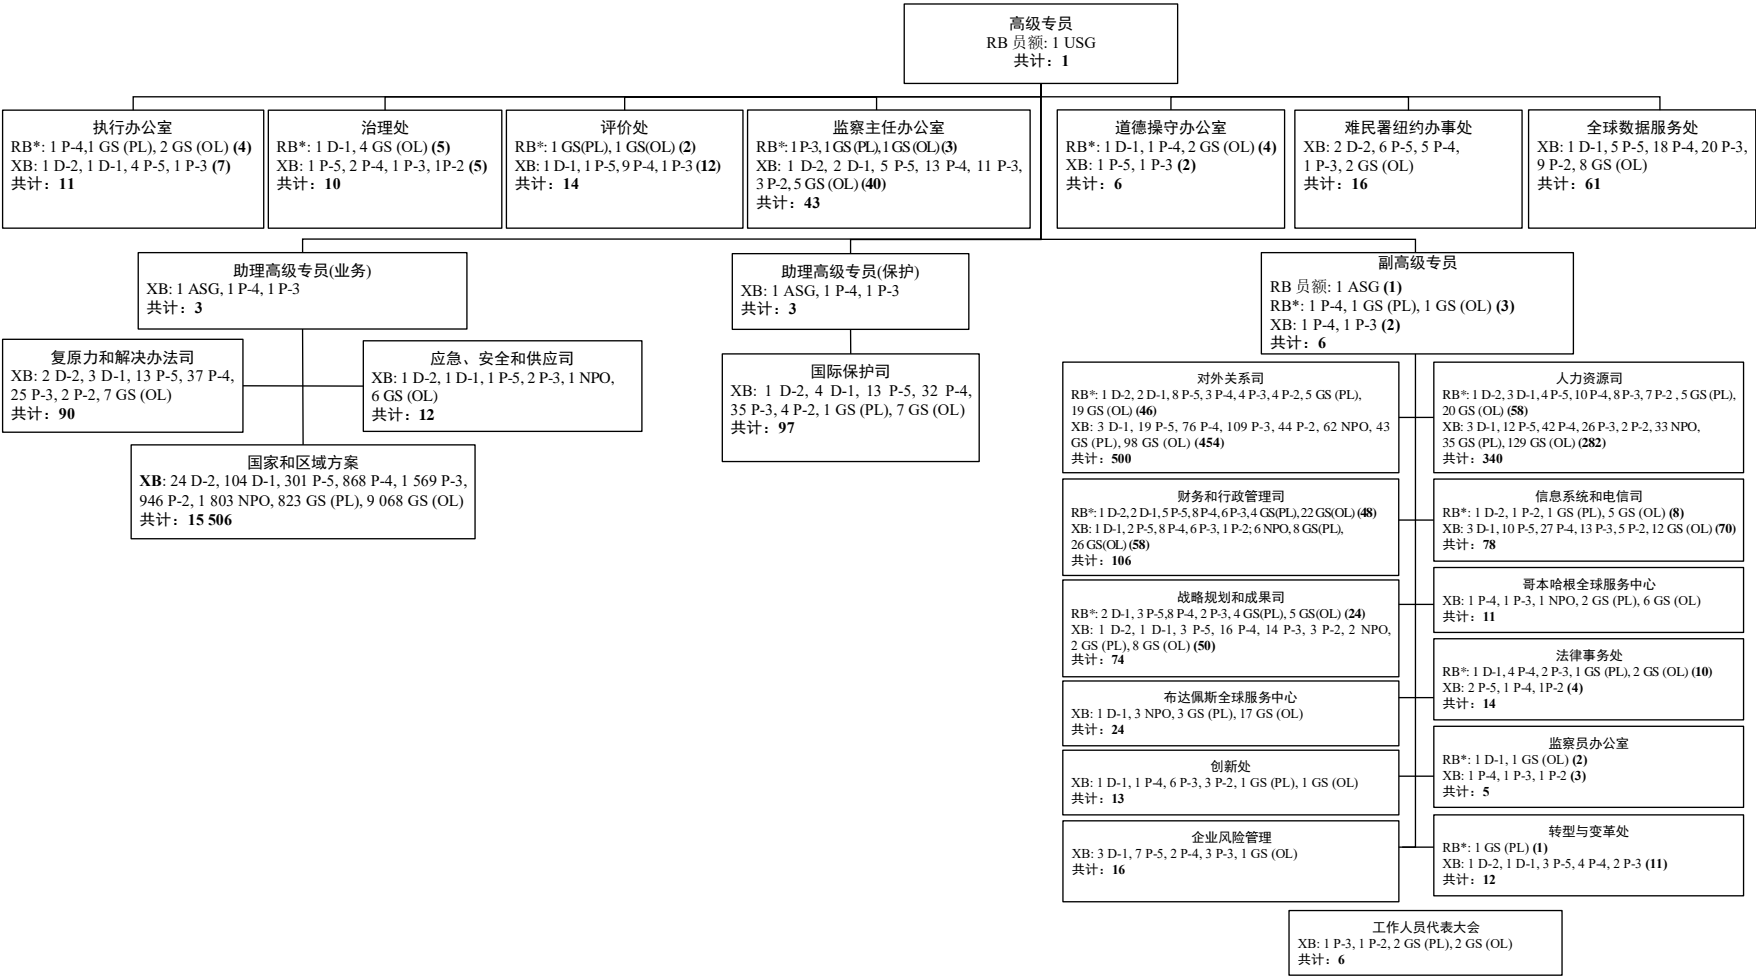 高级专员
RB 员额: 1 USG
共计：1
执行办公室
RB*: 1 P-4,1 GS (PL), 2 GS (OL) (4)
XB: 1 D-2, 1 D-1, 4 P-5, 1 P-3 (7)
共计：11
治理处
RB*: 1 D-1, 4 GS (OL) (5)
XB: 1 P-5, 2 P-4, 1 P-3, 1P-2 (5)
共计：10
评价处
RB*: 1 GS(PL), 1 GS(OL) (2)
XB: 1 D-1, 1 P-5, 9 P-4, 1 P-3 (12)
共计：14
监察主任办公室
RB*: 1 P-3, 1 GS (PL), 1 GS (OL) (3)
XB: 1 D-2, 2 D-1, 5 P-5, 13 P-4, 11 P-3,
3 P-2, 5 GS (OL) (40)
共计：43
道德操守办公室
RB*: 1 D-1, 1 P-4, 2 GS (OL) (4)
XB: 1 P-5, 1 P-3 (2)
共计：6
难民署纽约办事处
XB: 2 D-2, 6 P-5, 5 P-4,
1 P-3, 2 GS (OL)
共计：16
全球数据服务处
XB: 1 D-1, 5 P-5, 18 P-4, 20 P-3,
9 P-2, 8 GS (OL)
共计：61
助理高级专员(业务)
XB: 1 ASG, 1 P-4, 1 P-3
共计：3
助理高级专员(保护)
XB: 1 ASG, 1 P-4, 1 P-3
共计：3
副高级专员
RB 员额: 1 ASG (1)
RB*: 1 P-4, 1 GS (PL), 1 GS (OL) (3)
XB: 1 P-4, 1 P-3 (2)
共计：6
复原力和解决办法司
XB: 2 D-2, 3 D-1, 13 P-5, 37 P-4,
25 P-3, 2 P-2, 7 GS (OL)
共计：90
应急、安全和供应司
XB: 1 D-2, 1 D-1, 1 P-5, 2 P-3, 1 NPO,
6 GS (OL)
共计：12
国家和区域方案
XB: 24 D-2, 104 D-1, 301 P-5, 868 P-4, 1 569 P-3,
946 P-2, 1 803 NPO, 823 GS (PL), 9 068 GS (OL)
共计：15 506
国际保护司
XB: 1 D-2, 4 D-1, 13 P-5, 32 P-4,
35 P-3, 4 P-2, 1 GS (PL), 7 GS (OL)
共计：97
对外关系司
RB*: 1 D-2, 2 D-1, 8 P-5, 3 P-4, 4 P-3, 4 P-2, 5 GS (PL),
19 GS (OL) (46)
XB: 3 D-1, 19 P-5, 76 P-4, 109 P-3, 44 P-2, 62 NPO, 43
GS (PL), 98 GS (OL) (454)
共计：500
人力资源司
RB*: 1 D-2, 3 D-1, 4 P-5, 10 P-4, 8 P-3, 7 P-2 , 5 GS (PL),
20 GS (OL) (58)
XB: 3 D-1, 12 P-5, 42 P-4, 26 P-3, 2 P-2, 33 NPO,
35 GS (PL), 129 GS (OL) (282)
共计：340
财务和行政管理司
RB*: 1 D-2, 2 D-1, 5 P-5, 8 P-4, 6 P-3, 4 GS(PL), 22 GS(OL) (48)
XB: 1 D-1, 2 P-5, 8 P-4, 6 P-3, 1 P-2; 6 NPO, 8 GS(PL),
26 GS(OL) (58)
共计：106
信息系统和电信司
RB*: 1 D-2, 1 P-2, 1 GS (PL), 5 GS (OL) (8)
XB: 3 D-1, 10 P-5, 27 P-4, 13 P-3, 5 P-2, 12 GS (OL) (70)
共计：78
战略规划和成果司
RB*: 2 D-1, 3 P-5,8 P-4, 2 P-3, 4 GS(PL), 5 GS(OL) (24)
XB: 1 D-2, 1 D-1, 3 P-5, 16 P-4, 14 P-3, 3 P-2, 2 NPO,
2 GS (PL), 8 GS (OL) (50)
共计：74
哥本哈根全球服务中心
XB: 1 P-4, 1 P-3, 1 NPO, 2 GS (PL), 6 GS (OL)
共计：11
法律事务处
RB*: 1 D-1, 4 P-4, 2 P-3, 1 GS (PL), 2 GS (OL) (10)
XB: 2 P-5, 1 P-4, 1P-2 (4)
共计：14
布达佩斯全球服务中心
XB: 1 D-1, 3 NPO, 3 GS (PL), 17 GS (OL)
共计：24
监察员办公室
RB*: 1 D-1, 1 GS (OL) (2)
XB: 1 P-4, 1 P-3, 1 P-2 (3)
共计：5
创新处
XB: 1 D-1, 1 P-4, 6 P-3, 3 P-2, 1 GS (PL), 1 GS (OL)
共计：13
企业风险管理
XB: 3 D-1, 7 P-5, 2 P-4, 3 P-3, 1 GS (OL)
共计：16
转型与变革处
RB*: 1 GS (PL) (1)
XB: 1 D-2, 1 D-1, 3 P-5, 4 P-4, 2 P-3 (11)
共计：12
工作人员代表大会
XB: 1 P-3, 1 P-2, 2 GS (PL), 2 GS (OL)
共计：6